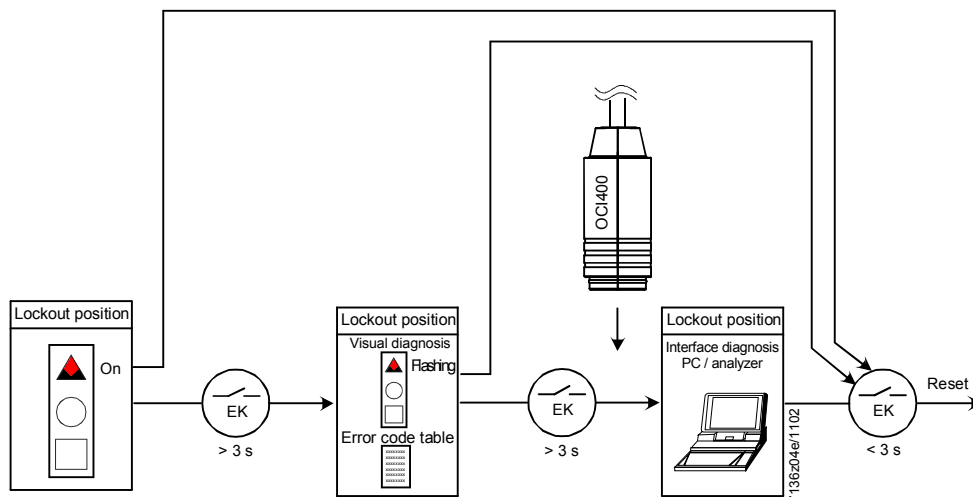 Lockout position
On
EK
> 3 s
Lockout position
Visual diagnosis
Flashing
Error code table
OCI400
EK
> 3 s
Lockout position
Interface diagnosis
PC / analyzer
7136z04e/1102
EK
< 3 s
Reset